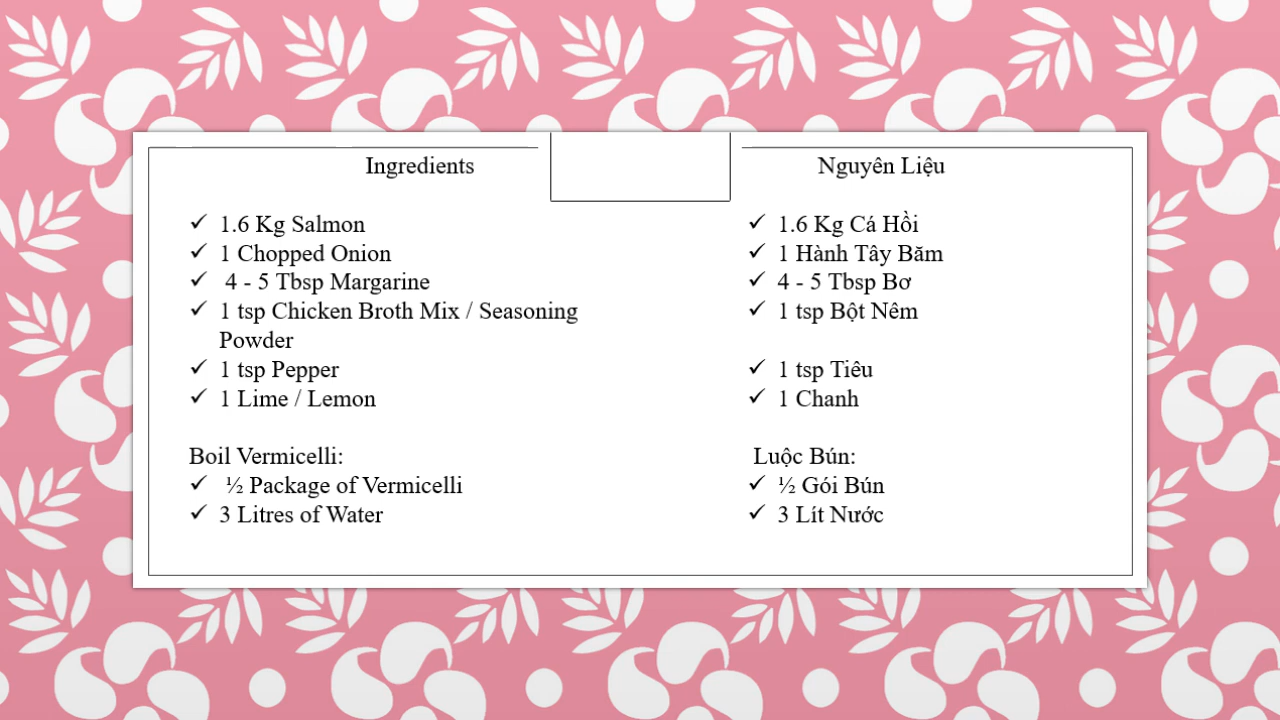 Ingredients
✓ 1.6 Kg Salmon
✓ 1 Chopped Onion
✓ 4 - 5 Tbsp Margarine
✓ 1 tsp Chicken Broth Mix / Seasoning
Powder
✓ 1 tsp Pepper
✓ 1 Lime / Lemon
Boil Vermicelli:
✓ ½ Package of Vermicelli
✓ 3 Litres of Water
Nguyên Liệu
✓ 1.6 Kg Cá Hồi
✓ 1 Hành Tây Băm
✓ 4 - 5 Tbsp Bơ
✓ 1 tsp Bột Nêm
✓ 1 tsp Tiêu
✓ 1 Chanh
Luộc Bún:
✓ ½ Gói Bún
✓ 3 Lít Nước